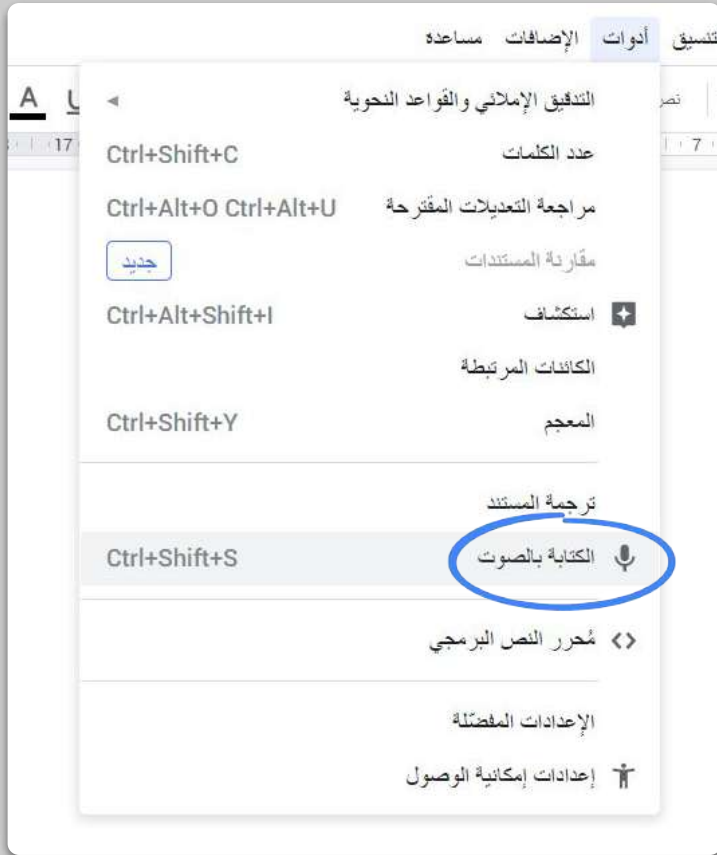 تنسيق أدوات الإضافات مساعدة
A U
17 7
التدقيق الإملائي والقواعد النحوية
عدد الكلمات Ctrl+Shift+C
مراجعة التعديلات المقترحة Ctrl+Alt+O Ctrl+Alt+U
مقارنة المستندات جديد
استكشاف Ctrl+Alt+Shift+I
الكائنات المرتبطة
المعجم Ctrl+Shift+Y
ترجمة المستند
الكتابة بالصوت Ctrl+Shift+S
مُحرر النص البرمجي
الإعدادات المفضّلة
إعدادات إمكانية الوصول